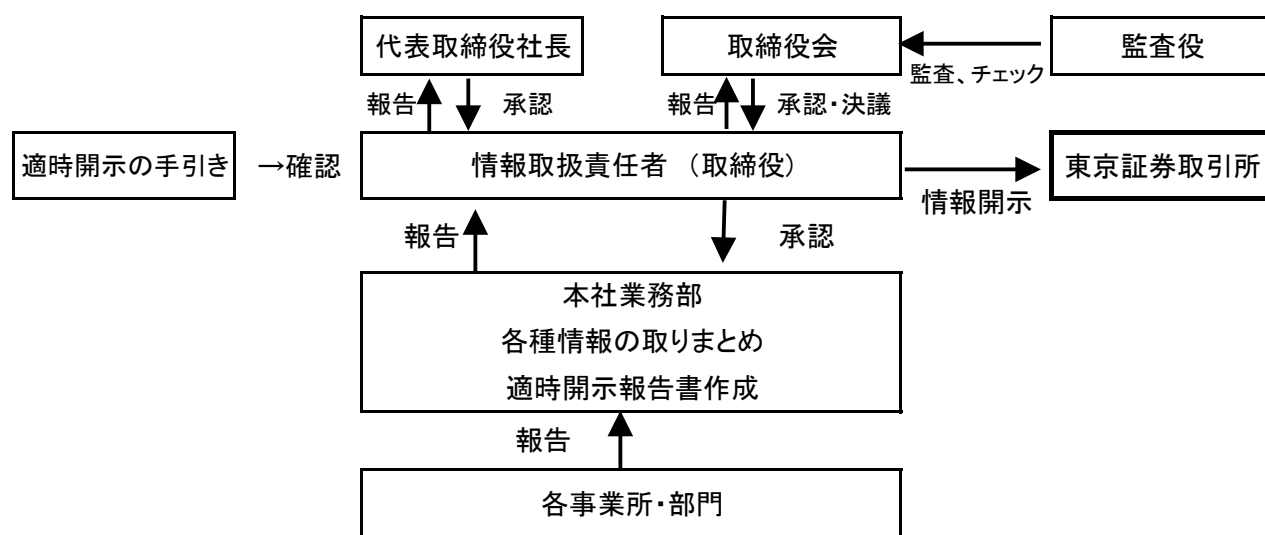 代表取締役社長
取締役会
監査役
監査、チェック
報告
承認
報告
承認・決議
適時開示の手引き
→確認
情報取扱責任者 (取締役)
東京証券取引所
情報開示
報告
承認
本社業務部
各種情報の取りまとめ
適時開示報告書作成
報告
各事業所・部門